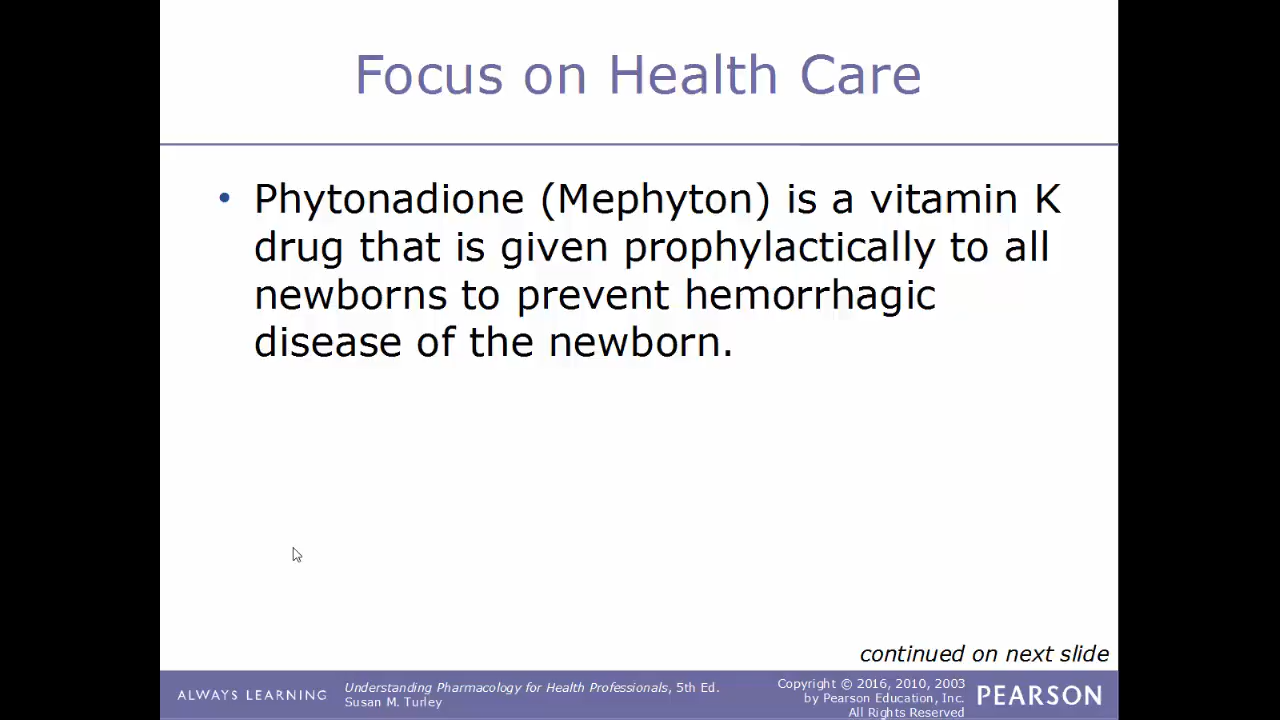 Focus on Health Care
• Phytonadione (Mephyton) is a vitamin K
drug that is given prophylactically to all
newborns to prevent hemorrhagic
disease of the newborn.
continued on next slide
ALWAYS LEARNING
Understanding Pharmacology for Health Professionals, 5th Ed.
Susan M. Turley
Copyright © 2016, 2010, 2003
by Pearson Education, Inc.
All Rights Reserved
PEARSON